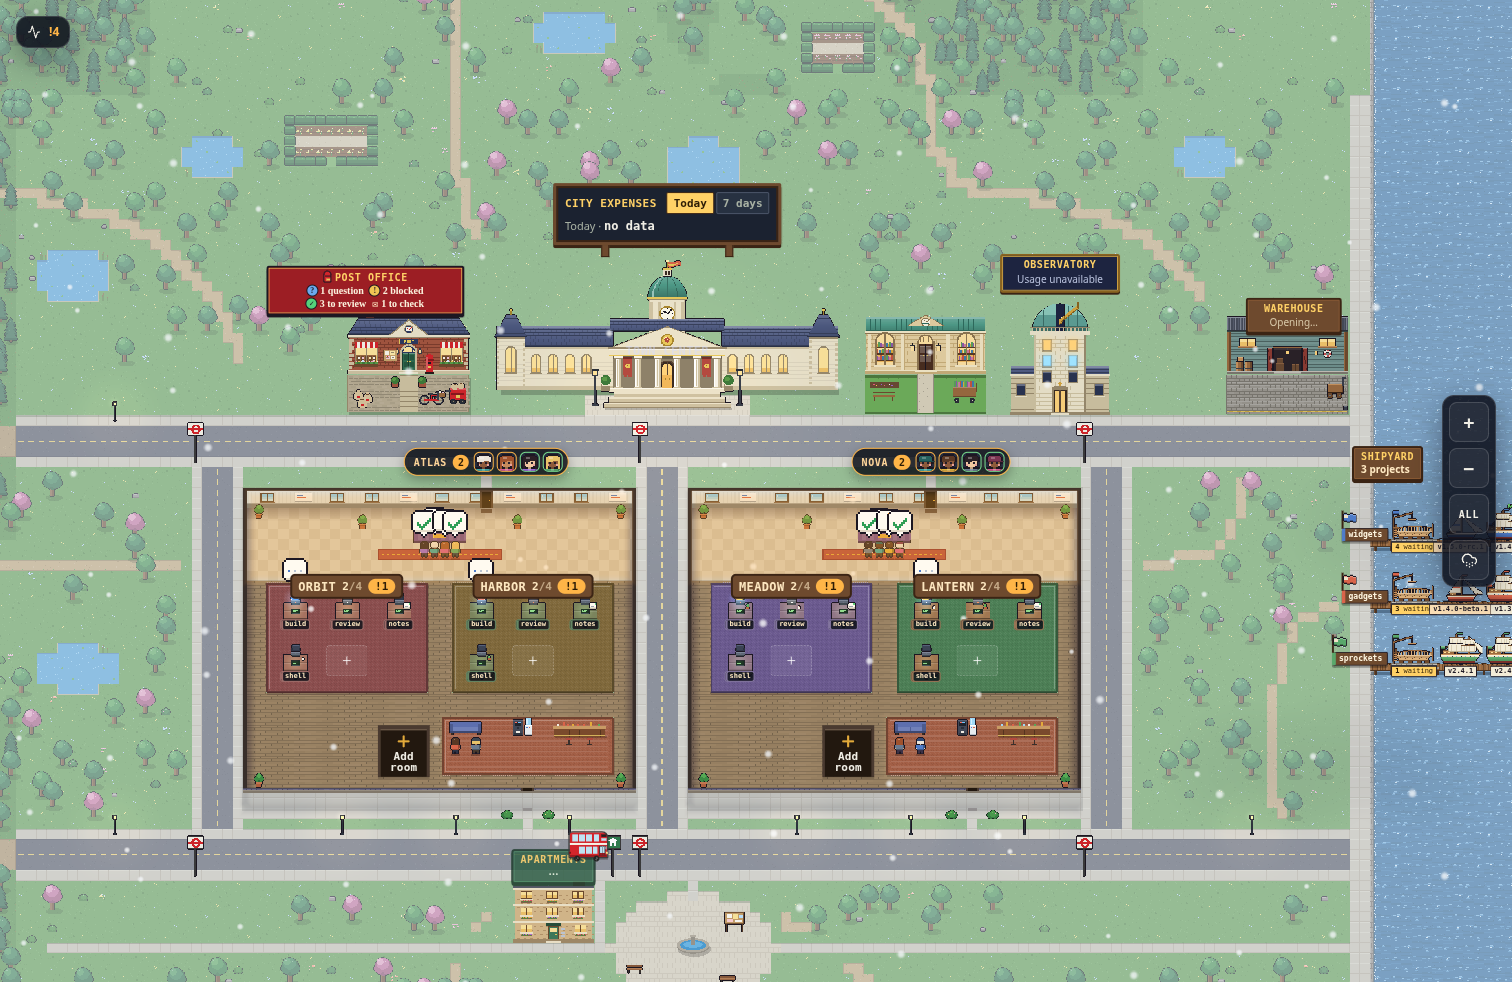 !4
CITY EXPENSES Today 7 days
Today · no data
POST OFFICE
? 1 question ! 2 blocked
✓ 3 to review ✉ 1 to check
OBSERVATORY
Usage unavailable
WAREHOUSE
Opening...
ATLAS 2
NOVA 2
SHIPYARD
3 projects
+
−
ALL
widgets
4 waiting
gadgets
3 waitin
v1.4.0-beta.1
v1.3
sprockets
1 waiting
v2.4.1
v2.4
ORBIT 2/4 !1
build
review
notes
shell
+
HARBOR 2/4 !1
build
review
notes
shell
+
+
Add
room
MEADOW 2/4 !1
build
review
notes
shell
+
LANTERN 2/4 !1
build
review
notes
shell
+
+
Add
room
APARTMENTS
...